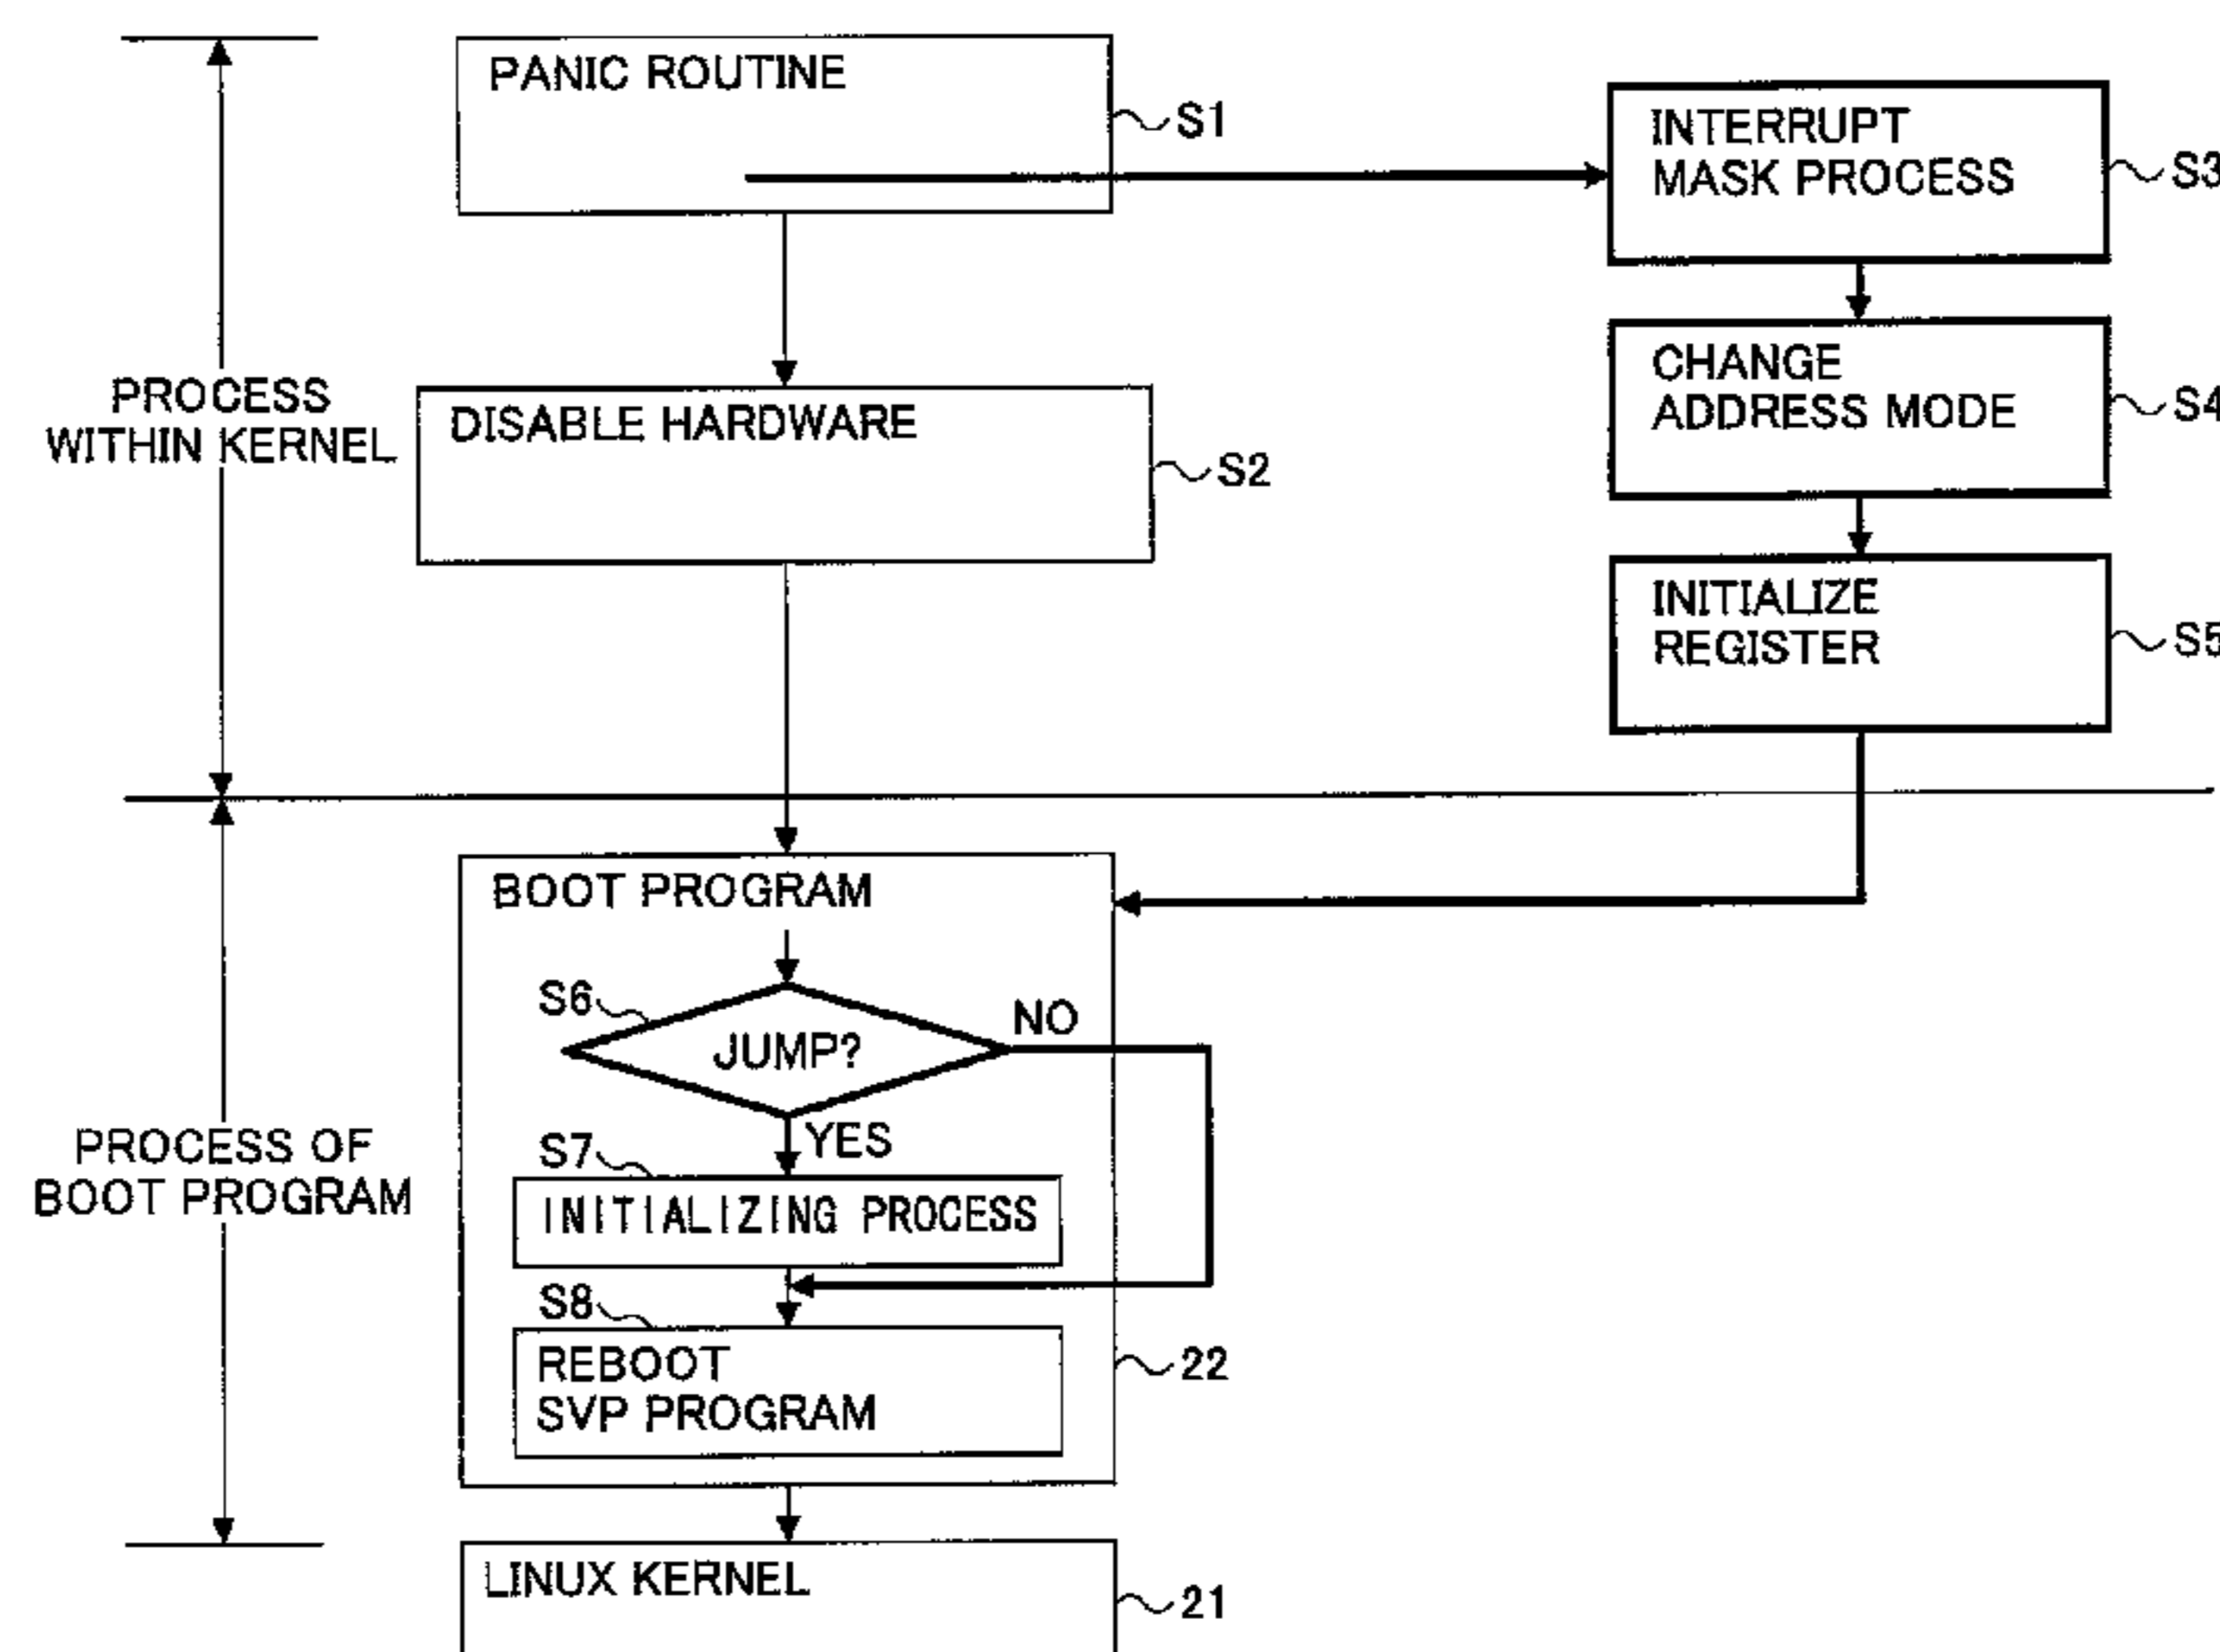 PANIC ROUTINE
S1
INTERRUPT
MASK PROCESS
S3
PROCESS
WITHIN KERNEL
DISABLE HARDWARE
S2
CHANGE
ADDRESS MODE
S4
INITIALIZE
REGISTER
S5
BOOT PROGRAM
S6
JUMP?
NO
YES
PROCESS OF
BOOT PROGRAM
S7
INITIALIZING PROCESS
S8
REBOOT
SVP PROGRAM
22
LINUX KERNEL
21